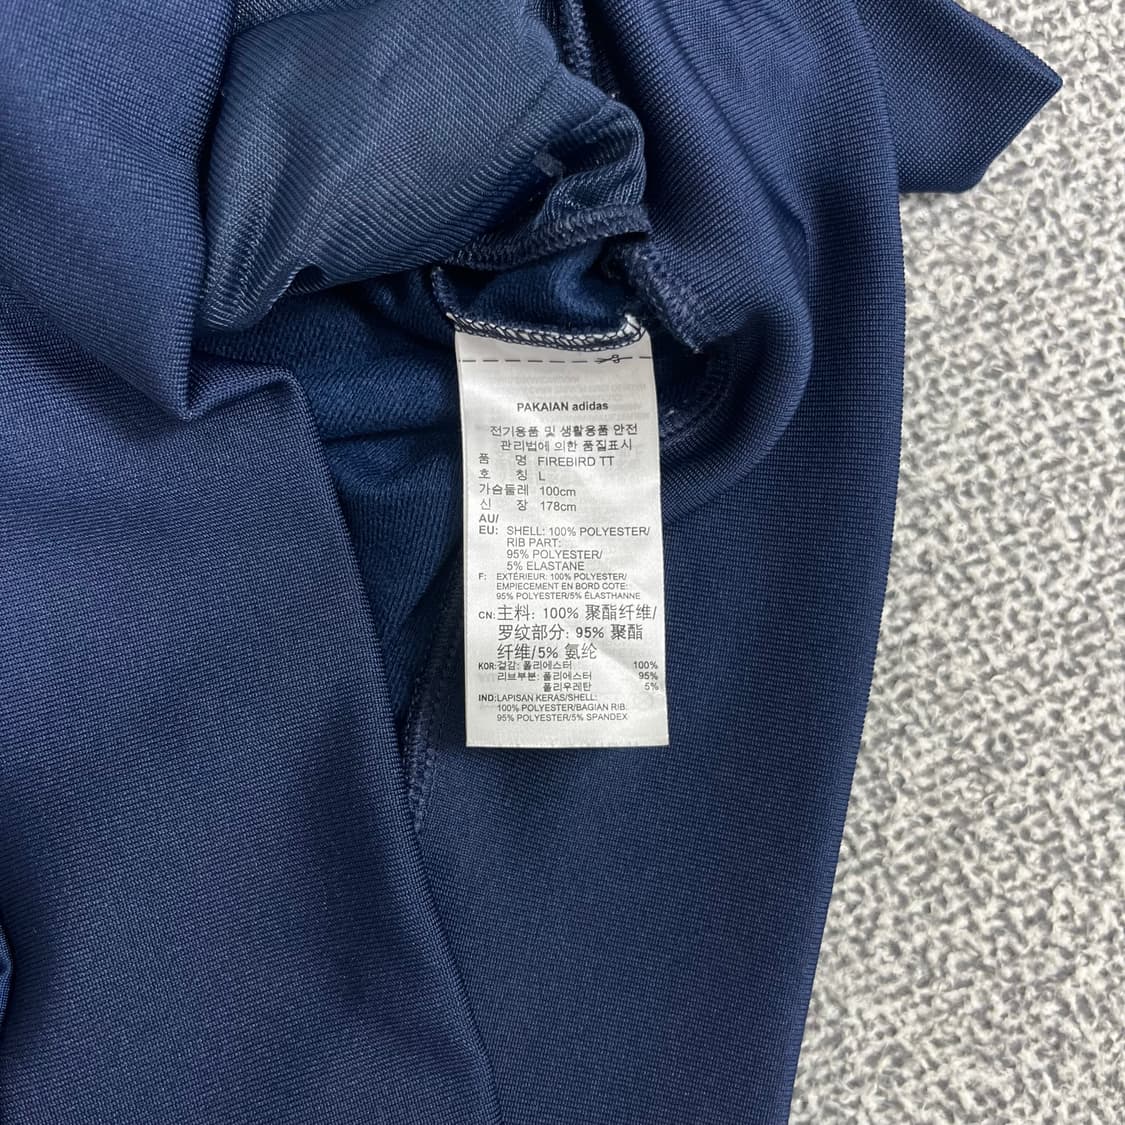 PAKAIAN adidas
전기용품 및 생활용품 안전
관리법에 의한 품질표시
품 명 FIREBIRD TT
호 칭 L
가슴둘레 100cm
신 장 178cm
AU/
EU: SHELL: 100% POLYESTER/
RIB PART:
95% POLYESTER/
5% ELASTANE
F: EXTÉRIEUR: 100% POLYESTER/
EMPIECEMENT EN BORD COTE:
95% POLYESTER/5% ÉLASTHANNE
CN: 主料: 100% 聚酯纤维/
罗纹部分: 95% 聚酯
纤维/5% 氨纶
KOR: 겉감: 폴리에스터 100%
리브부분: 폴리에스터 95%
폴리우레탄 5%
IND: LAPISAN KERAS/SHELL:
100% POLYESTER/BAGIAN RIB:
95% POLYESTER/5% SPANDEX